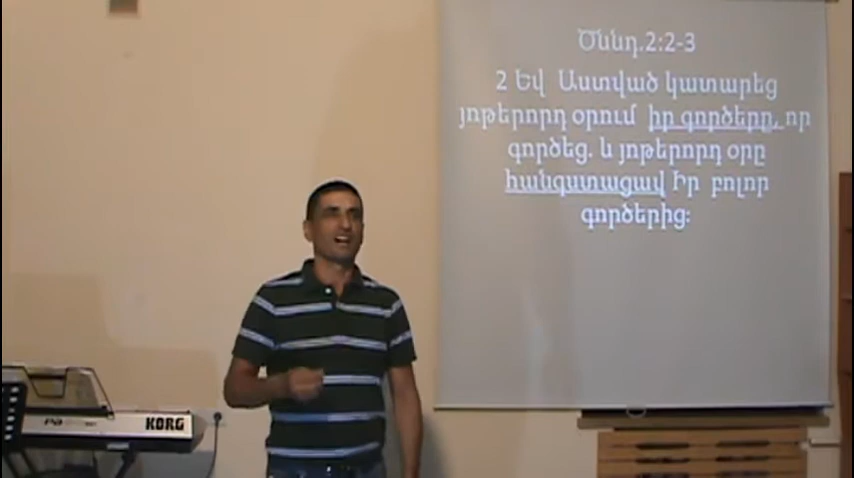 Ծննդ.2:2-3
2 Եվ Աստված կատարեց
յոթերորդ օրում իր գործերը, որ
գործեց. և յոթերորդ օրը
հանգստացավ Իր բոլոր
գործերից:
KORG